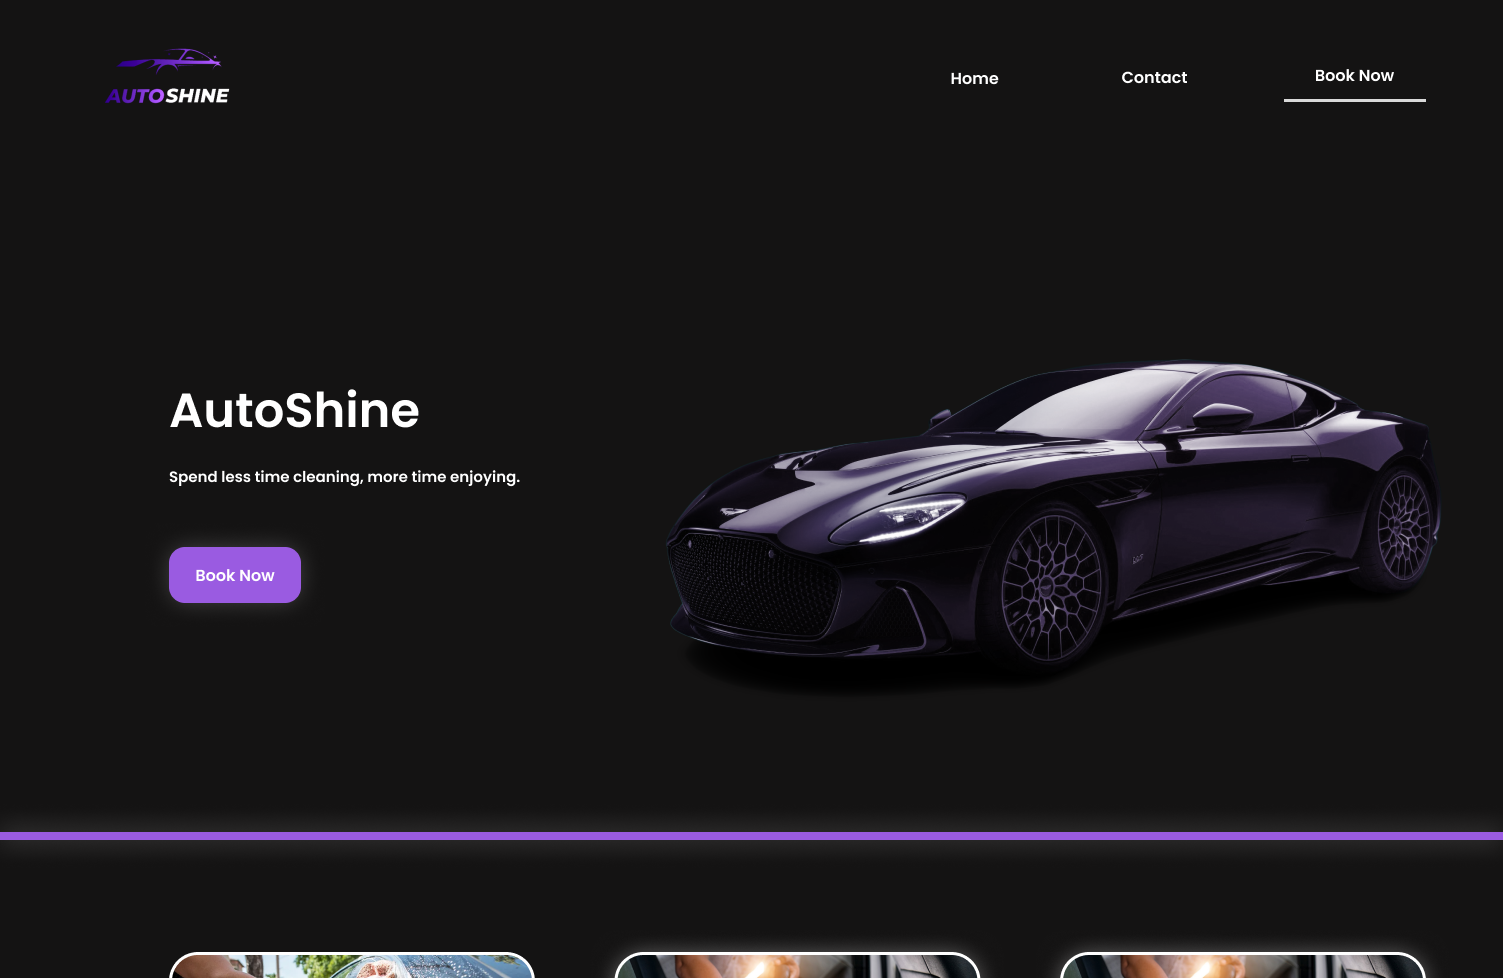 AUTOSHINE
Home
Contact
Book Now
AutoShine
Spend less time cleaning, more time enjoying.
Book Now